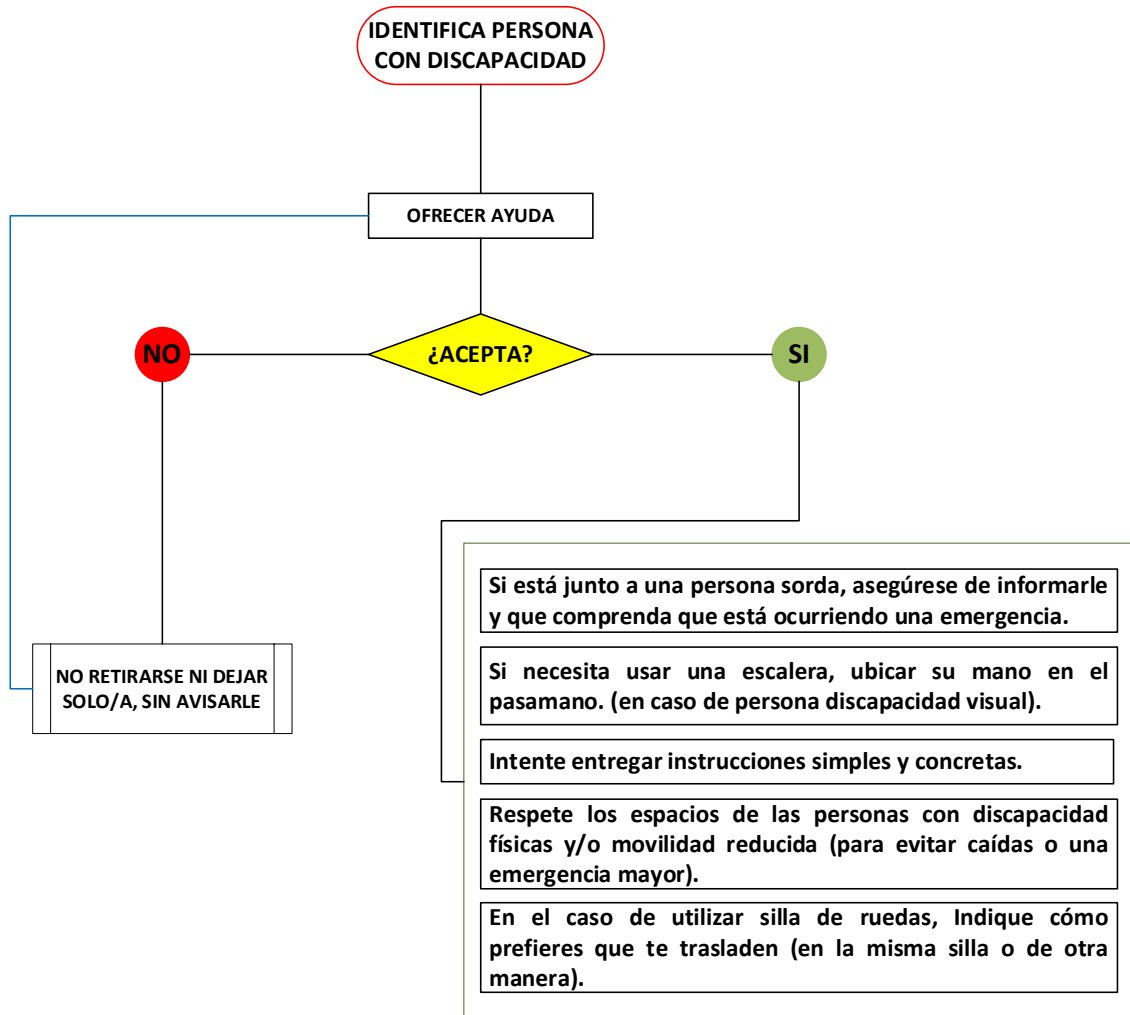 IDENTIFICA PERSONA
CON DISCAPACIDAD
OFRECER AYUDA
¿ACEPTA?
NO
SI
NO RETIRARSE NI DEJAR
SOLO/A, SIN AVISARLE
Si está junto a una persona sorda, asegúrese de informarle
y que comprenda que está ocurriendo una emergencia.
Si necesita usar una escalera, ubicar su mano en el
pasamano. (en caso de persona discapacidad visual).
Intente entregar instrucciones simples y concretas.
Respete los espacios de las personas con discapacidad
físicas y/o movilidad reducida (para evitar caídas o una
emergencia mayor).
En el caso de utilizar silla de ruedas, Indique cómo
prefieres que te trasladen (en la misma silla o de otra
manera).